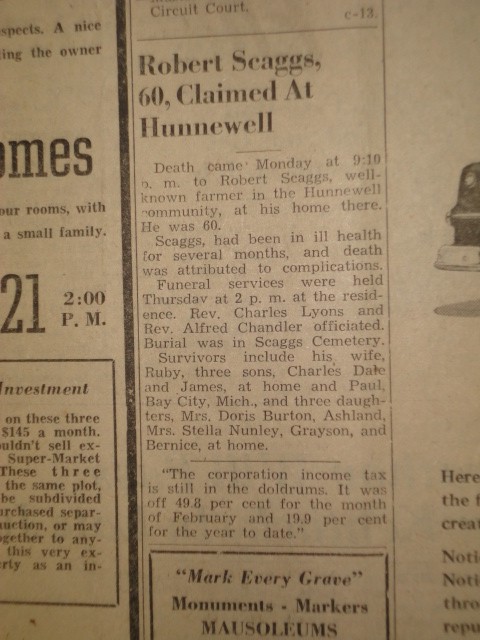 spects. A nice
ing the owner
omes
our rooms, with
a small family.
21 2:00
P. M.
Investment
on these three
$145 a month.
uldn't sell ex-
Super-Market
These three
the same plot,
be subdivided
urchased separ-
uction, or may
ogether to any-
this very ex-
rty as an in-
Circuit Court.
c-13.
Robert Scaggs,
60, Claimed At
Hunnewell
Death came Monday at 9:10
p. m. to Robert Scaggs, well-
known farmer in the Hunnewell
community, at his home there.
He was 60.
Scaggs, had been in ill health
for several months, and death
was attributed to complications.
Funeral services were held
Thursday at 2 p. m. at the resid-
ence. Rev. Charles Lyons and
Rev. Alfred Chandler officiated.
Burial was in Scaggs Cemetery.
Survivors include his wife,
Ruby, three sons, Charles Dale
and James, at home and Paul,
Bay City, Mich., and three daugh-
ters, Mrs. Doris Burton, Ashland,
Mrs. Stella Nunley, Grayson, and
Bernice, at home.
"The corporation income tax
is still in the doldrums. It was
off 49.8 per cent for the month
of February and 19.9 per cent
for the year to date."
"Mark Every Grave"
Monuments - Markers
MAUSOLEUMS
Here
the f
creat
Noti
Noti
thro
repu